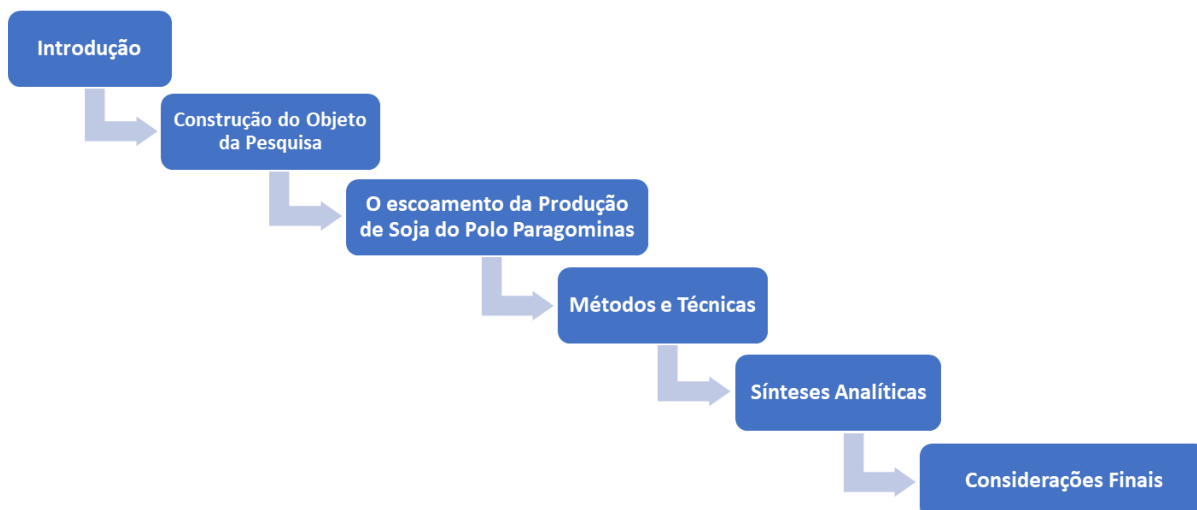 Introdução
Construção do Objeto
da Pesquisa
O escoamento da Produção
de Soja do Polo Paragominas
Métodos e Técnicas
Sínteses Analíticas
Considerações Finais